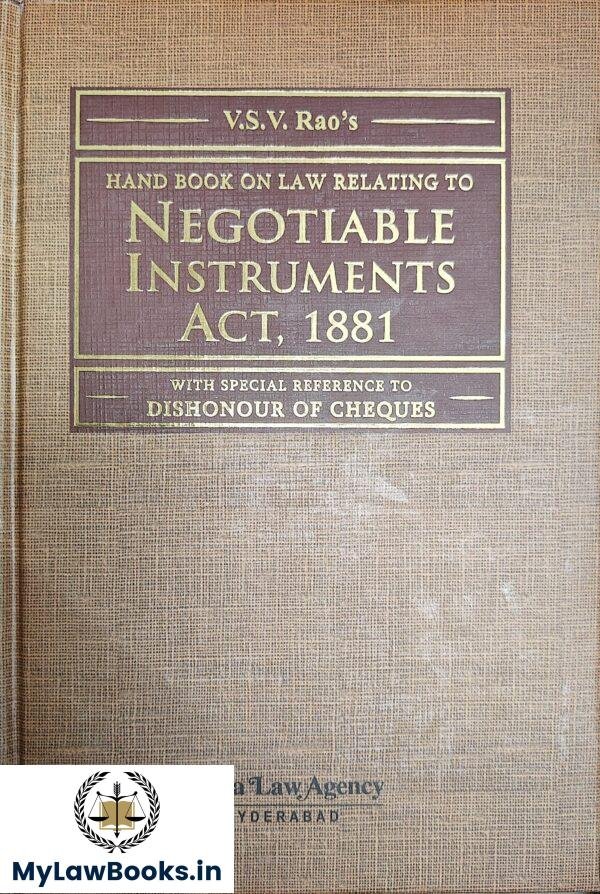 V.S.V. Rao's
HAND BOOK ON LAW RELATING TO
NEGOTIABLE
INSTRUMENTS
ACT, 1881
WITH SPECIAL REFERENCE TO
DISHONOUR OF CHEQUES
Law Agency
MyLawBooks.in